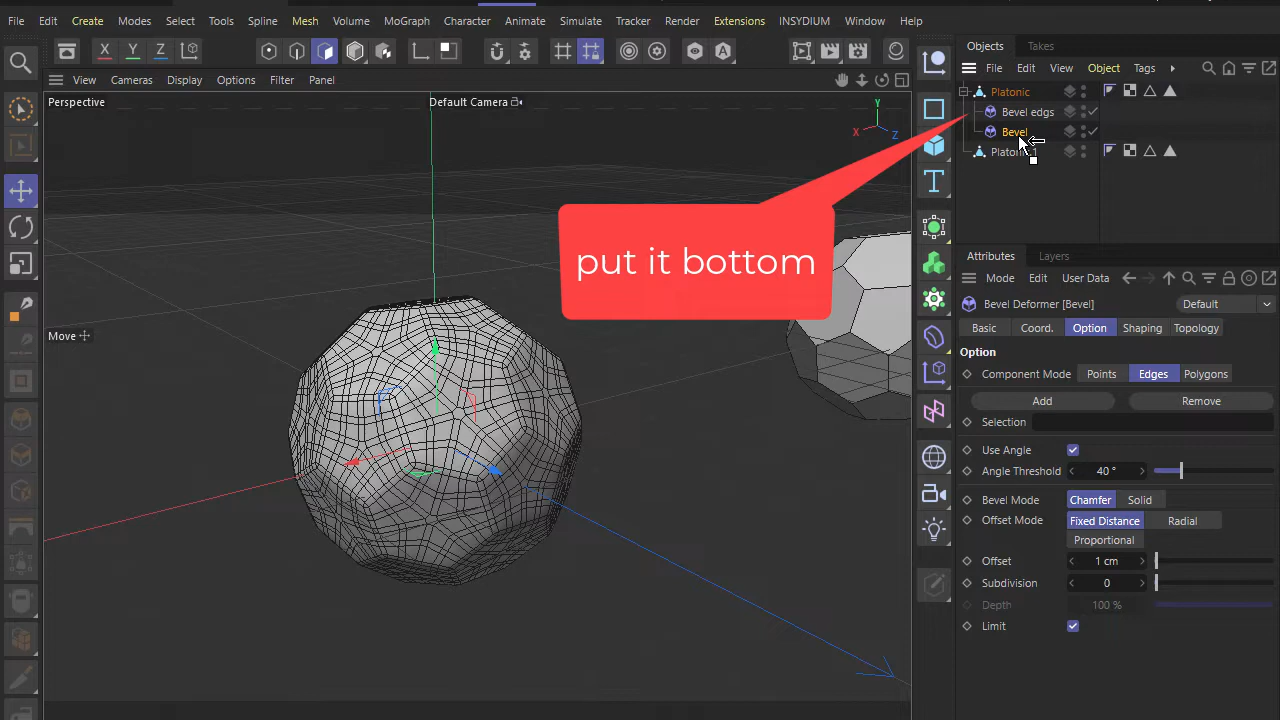 File Edit Create Modes Select Tools Spline Mesh Volume MoGraph Character Animate Simulate Tracker Render Extensions INSYDIUM Window Help
X Y Z
Objects Takes
View Cameras Display Options Filter Panel
File Edit View Object Tags
Perspective
Default Camera
Y
X Z
Platonic
Bevel edgs
Bevel
Platonic.1
put it bottom
Attributes Layers
Mode Edit User Data
Bevel Deformer [Bevel] Default
Basic Coord. Option Shaping Topology
Move
Option
Component Mode Points Edges Polygons
Add Remove
Selection
Use Angle
Angle Threshold 40 °
Bevel Mode Chamfer Solid
Offset Mode Fixed Distance Radial
Proportional
Offset 1 cm
Subdivision 0
Depth 100 %
Limit